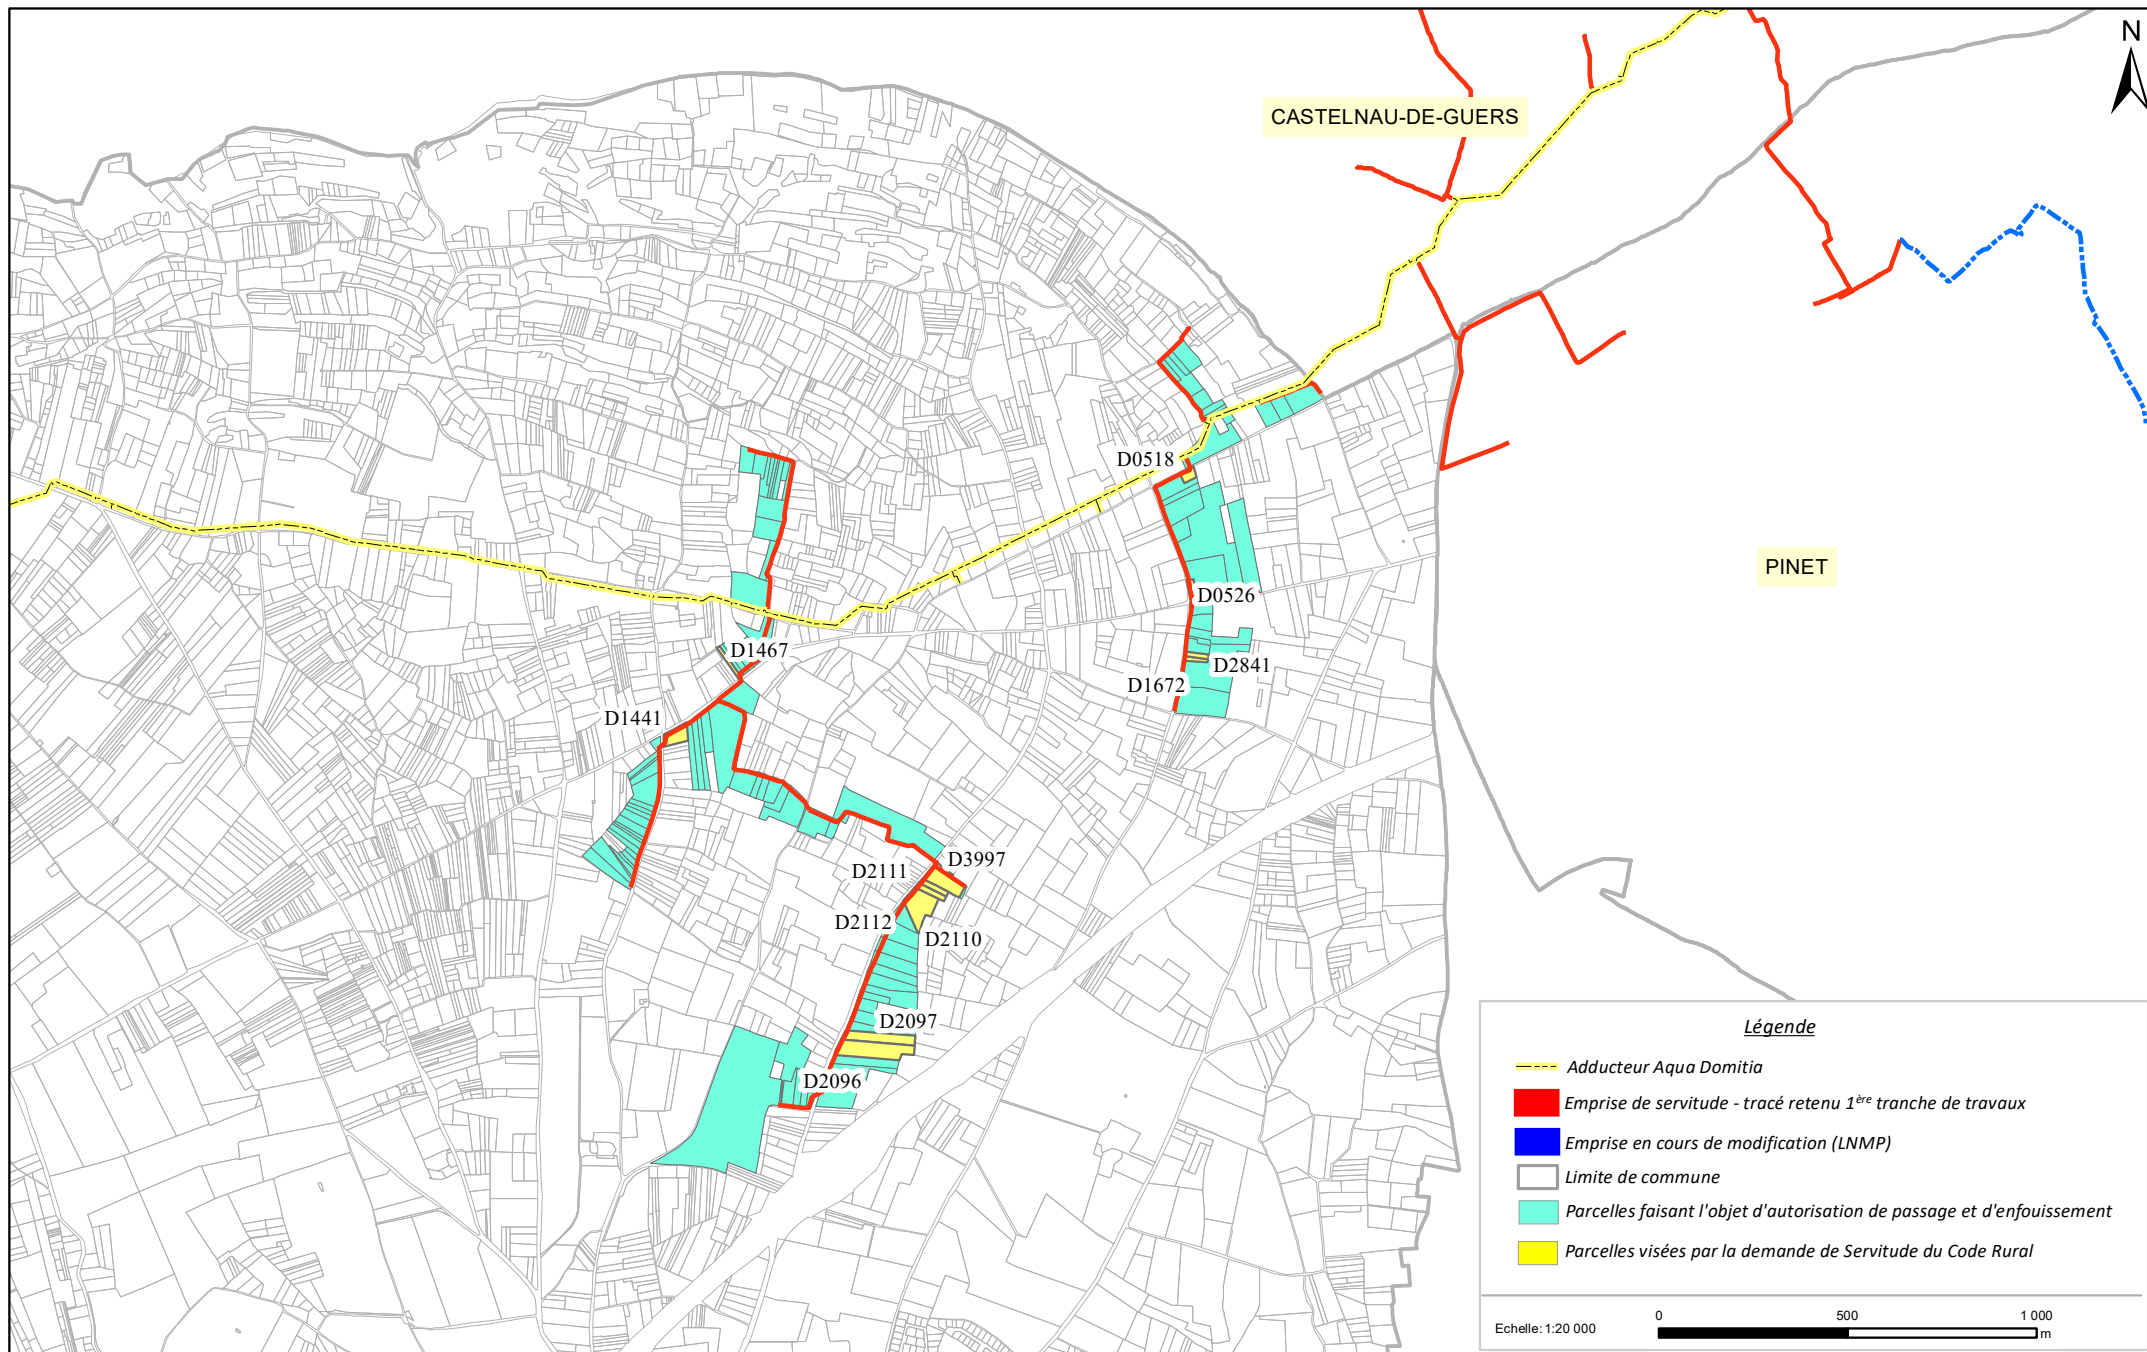 N
CASTELNAU-DE-GUERS
D0518
PINET
D0526
D1467
D2841
D1672
D1441
D3997
D2111
D2112
D2110
D2097
D2096
Légende
Adducteur Aqua Domitia
Emprise de servitude - tracé retenu 1ère tranche de travaux
Emprise en cours de modification (LNMP)
Limite de commune
Parcelles faisant l'objet d'autorisation de passage et d'enfouissement
Parcelles visées par la demande de Servitude du Code Rural
0 500 1 000
Echelle: 1:20 000
m